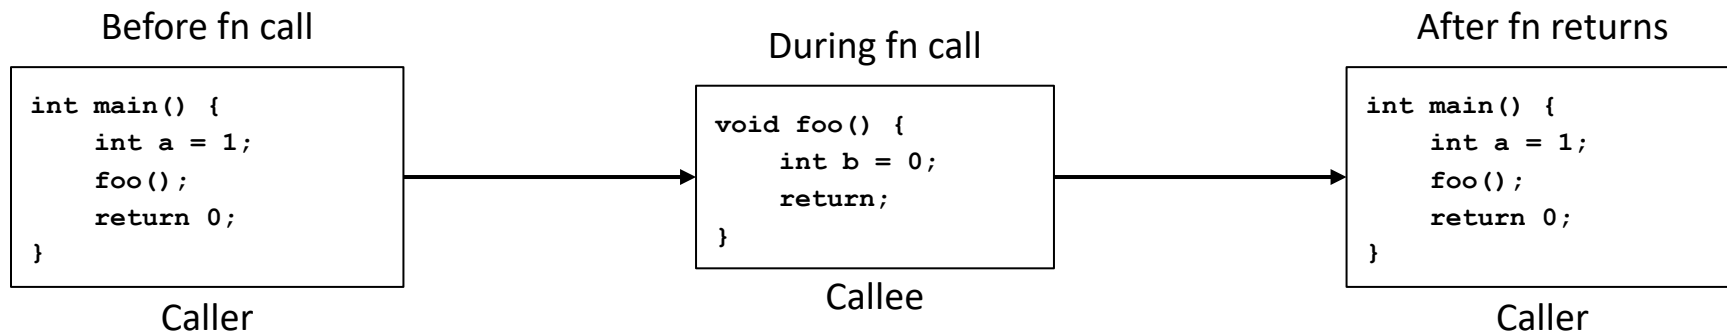 Before fn call
int main() {
    int a = 1;
    foo();
    return 0;
}
Caller
During fn call
void foo() {
    int b = 0;
    return;
}
Callee
After fn returns
int main() {
    int a = 1;
    foo();
    return 0;
}
Caller